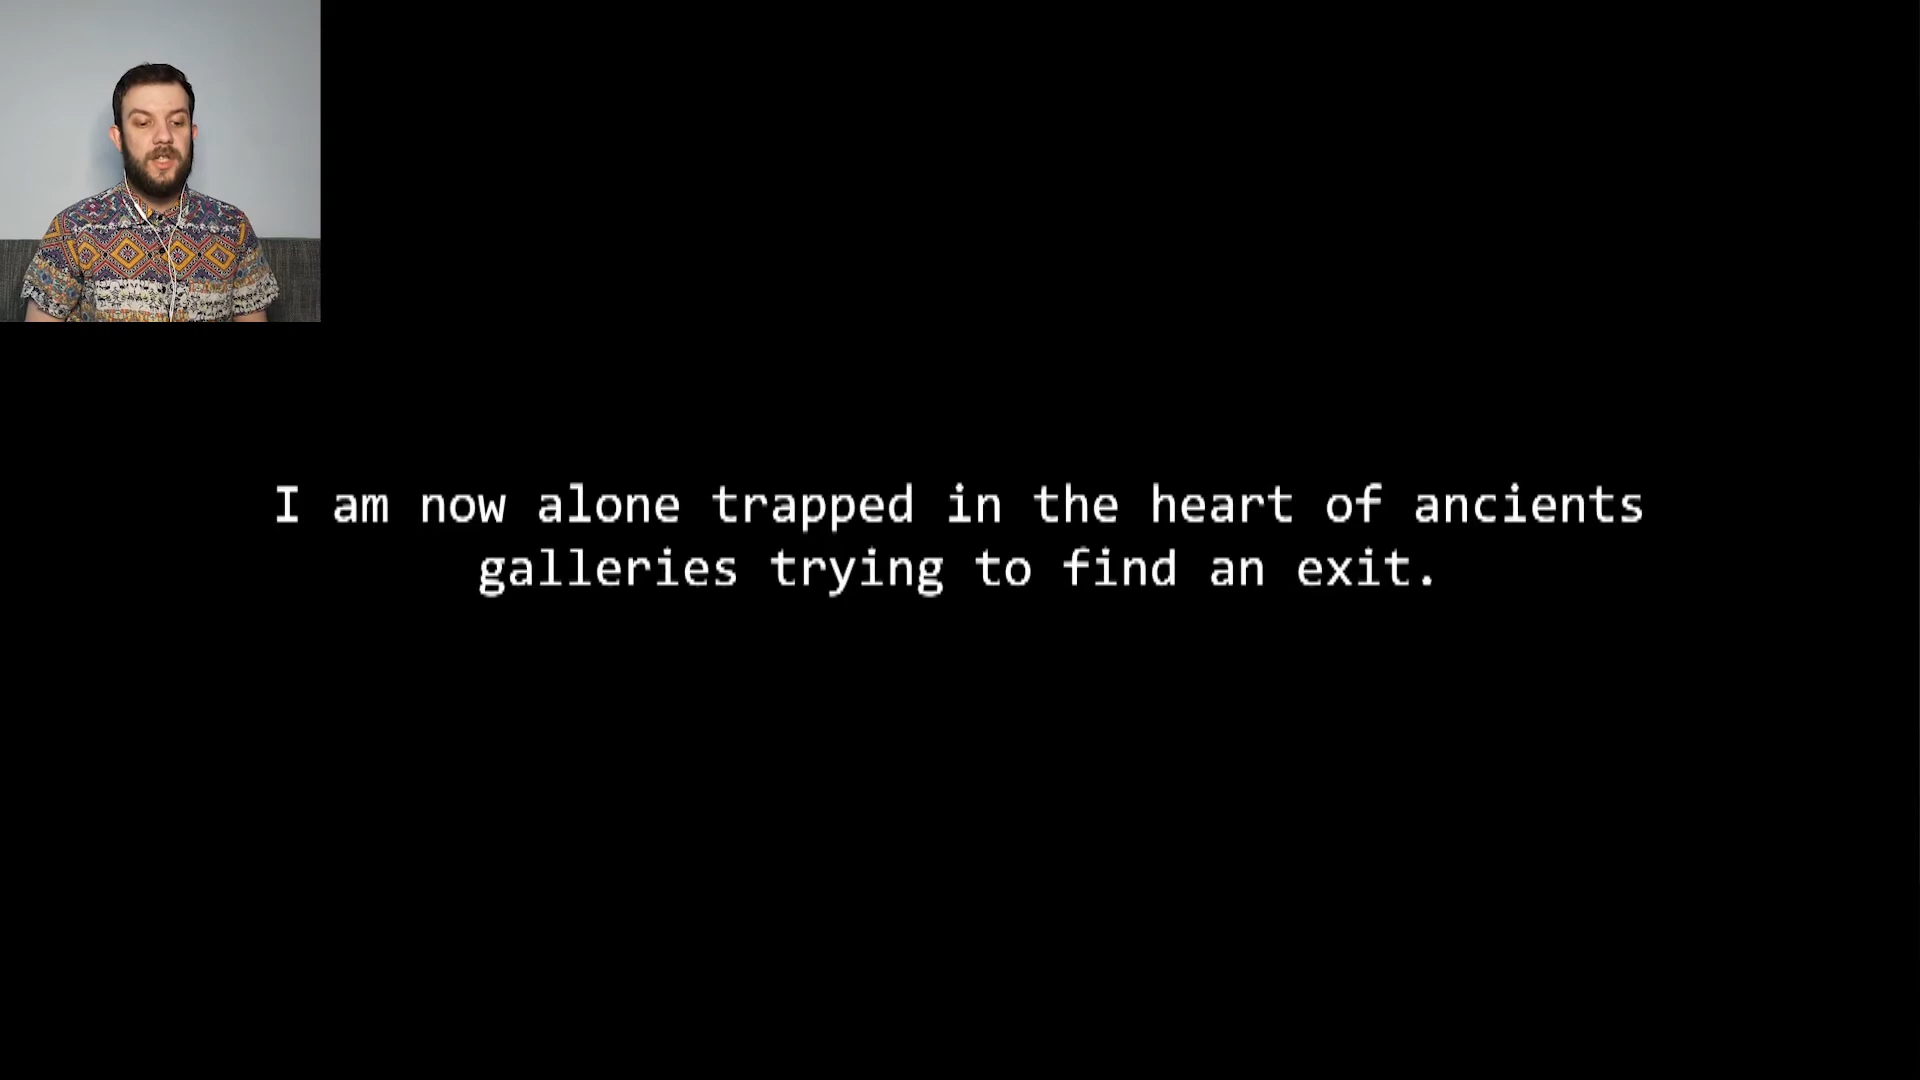 I am now alone trapped in the heart of ancients
galleries trying to find an exit.